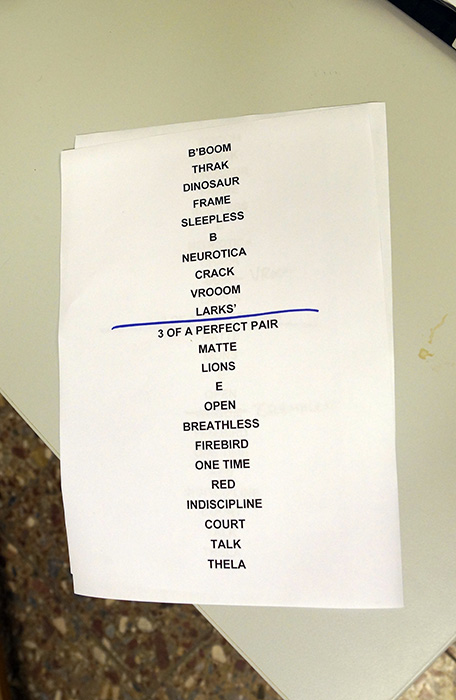 B'BOOM
THRAK
DINOSAUR
FRAME
SLEEPLESS
B
NEUROTICA
CRACK
VROOOM
LARKS'
3 OF A PERFECT PAIR
MATTE
LIONS
E
OPEN
BREATHLESS
FIREBIRD
ONE TIME
RED
INDISCIPLINE
COURT
TALK
THELA